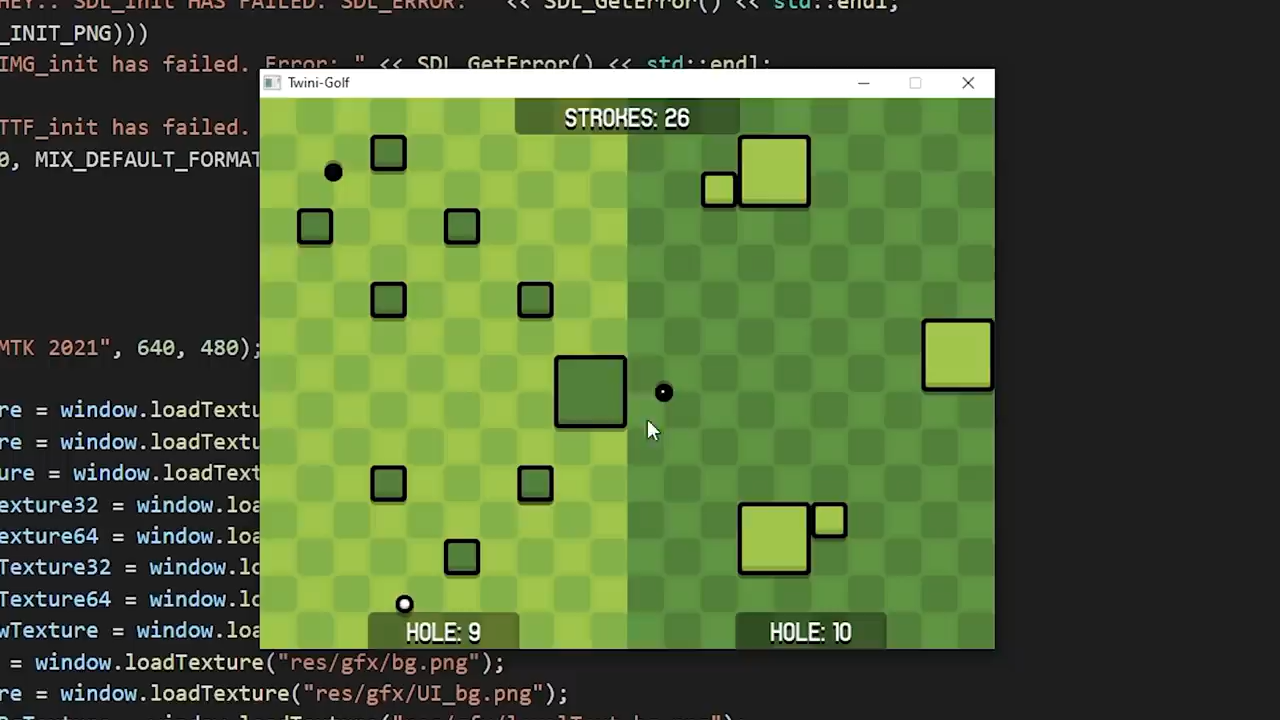 HEY.. SDL_Init HAS FAILED. SDL_ERROR: " << SDL_GetError() << std::endl;
_INIT_PNG)))
IMG_init has failed. Error: " << SDL_GetError() << std::endl;
Twini-Golf
STROKES: 26
TTF_init has failed.
0, MIX_DEFAULT_FORMAT
MTK 2021", 640, 480);
re = window.loadTextu
re = window.loadTextu
ure = window.loadText
exture32 = window.loa
exture64 = window.loa
Texture32 = window.lo
Texture64 = window.lo
wTexture = window.loa
HOLE: 9
HOLE: 10
= window.loadTexture("res/gfx/bg.png");
re = window.loadTexture("res/gfx/UI_bg.png");